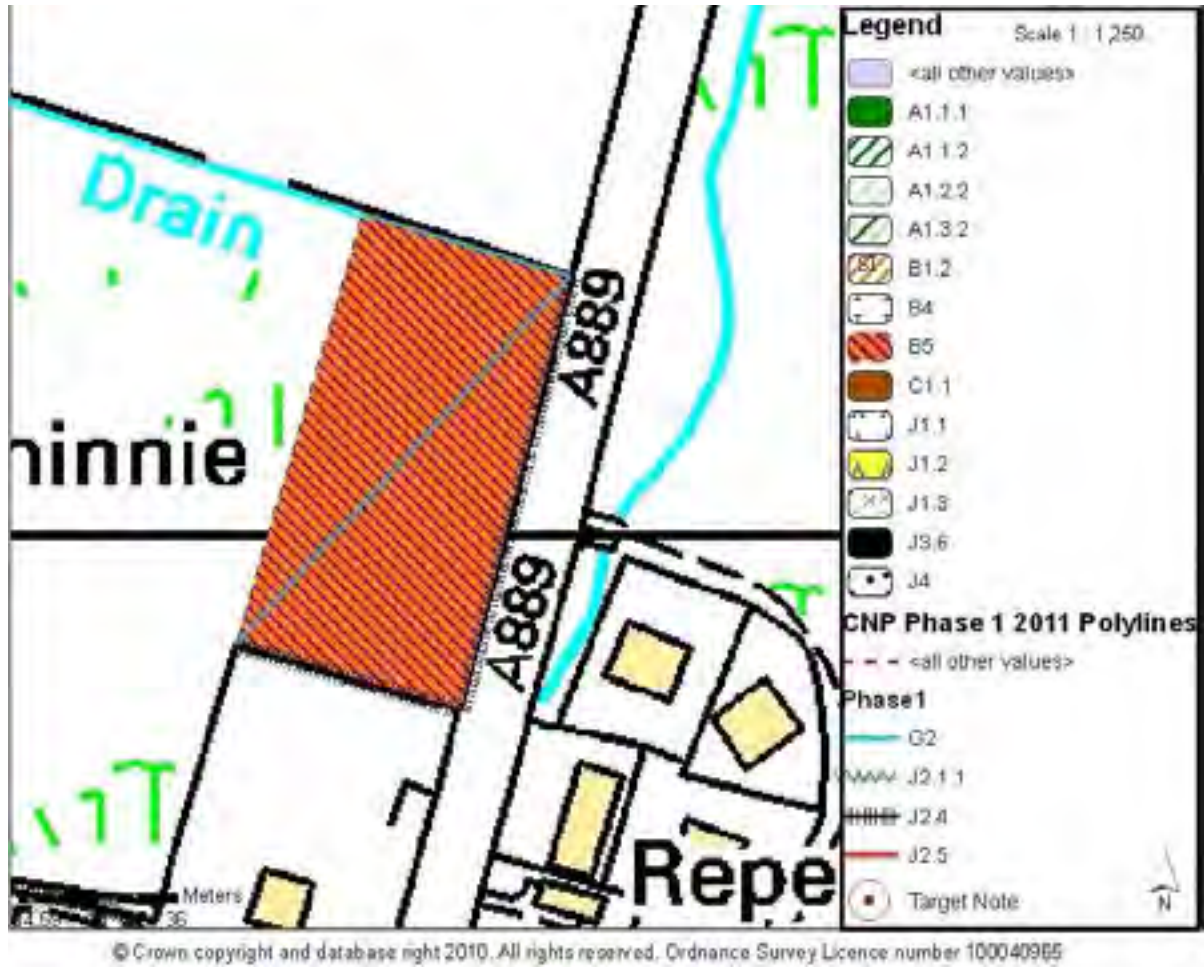 Drain
A889
hinnie
A889
Repe
Meters
36
Legend
Scale 1 : 1,250
<all other values>
A1.1.1
A1.1.2
A1.2.2
A1.3.2
B1.2
B4
B5
C1.1
J1.1
J1.2
J1.3
J3.6
J4
CNP Phase 1 2011 Polylines
<all other values>
Phase1
G2
J2.1.1
J2.4
J2.5
Target Note
N
© Crown copyright and database right 2010. All rights reserved. Ordnance Survey Licence number 100040965